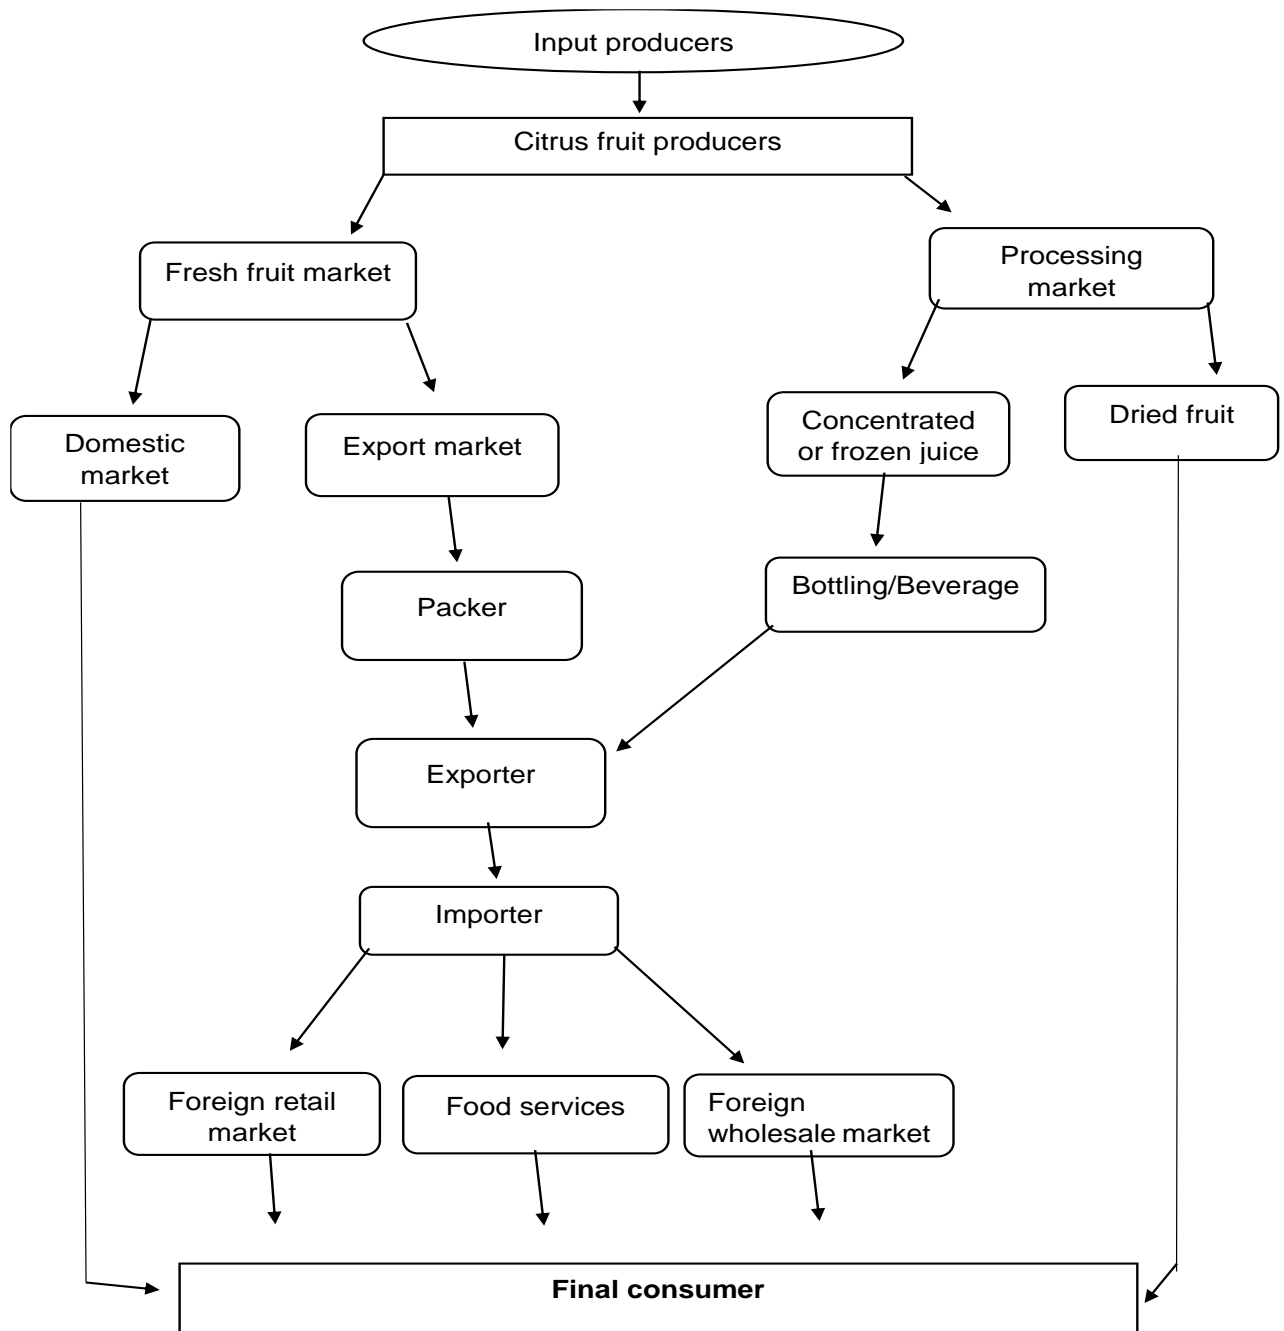 Input producers
Citrus fruit producers
Fresh fruit market
Processing
market
Domestic
market
Export market
Concentrated
or frozen juice
Dried fruit
Packer
Bottling/Beverage
Exporter
Importer
Foreign retail
market
Food services
Foreign
wholesale market
Final consumer